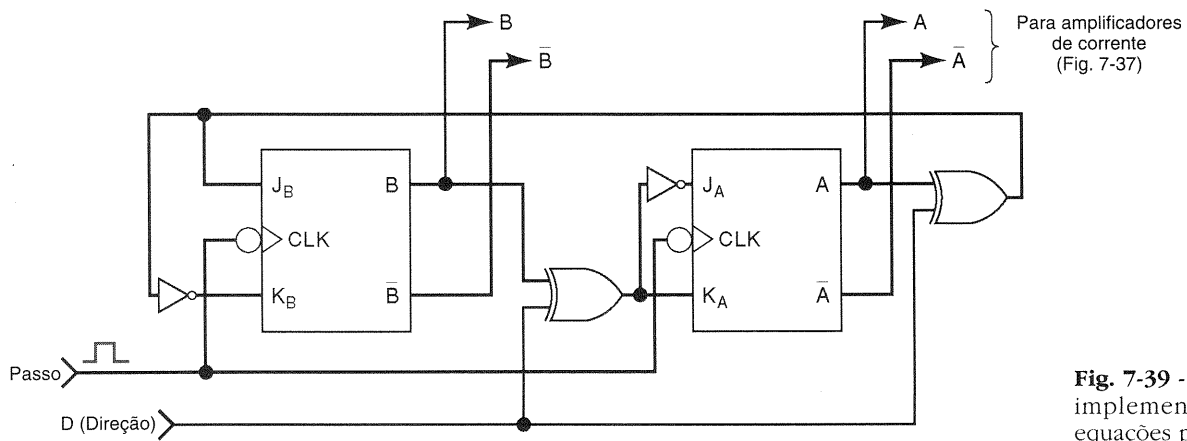 B
B̅
A
A̅
Para amplificadores
de corrente
(Fig. 7-37)
J_B
B
CLK
K_B
B̅
J_A
A
CLK
K_A
A̅
Passo
D (Direção)
Fig. 7-39 -
implemen
equações p